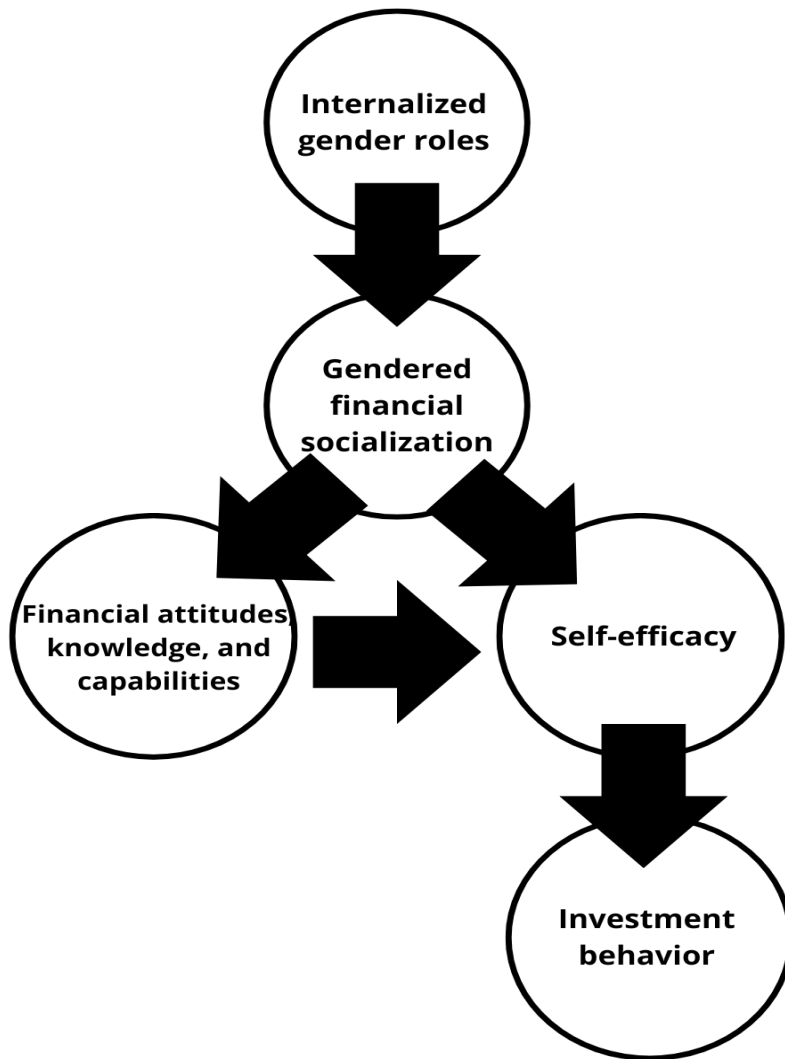 Internalized
gender roles
Gendered
financial
socialization
Financial attitudes,
knowledge, and
capabilities
Self-efficacy
Investment
behavior